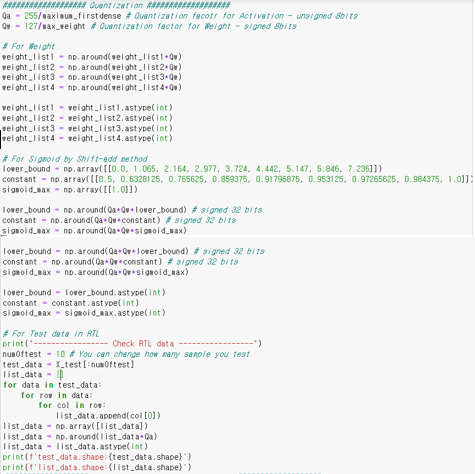 ################### Quantization ###################
Qa = 255/maximum_firstdense # Quantization facotr for Activation - unsigned 8bits
Qw = 127/max_weight # Quantization factor for Weight - signed 8bits
# For Weight
weight_list1 = np.around(weight_list1*Qw)
weight_list2 = np.around(weight_list2*Qw)
weight_list3 = np.around(weight_list3*Qw)
weight_list4 = np.around(weight_list4*Qw)
weight_list1 = weight_list1.astype(int)
weight_list2 = weight_list2.astype(int)
weight_list3 = weight_list3.astype(int)
weight_list4 = weight_list4.astype(int)
# For Sigmoid by Shift-add method
lower_bound = np.array([[0.0, 1.065, 2.164, 2.977, 3.724, 4.442, 5.147, 5.846, 7.236]])
constant = np.array([[0.5, 0.6328125, 0.765625, 0.859375, 0.91796875, 0.953125, 0.97265625, 0.984375, 1.0]])
sigmoid_max = np.array([[1.0]])
lower_bound = np.around(Qa*Qw*lower_bound) # signed 32 bits
constant = np.around(Qa*Qw*constant) # signed 32 bits
sigmoid_max = np.around(Qa*Qw*sigmoid_max)
lower_bound = np.around(Qa*Qw*lower_bound) # signed 32 bits
constant = np.around(Qa*Qw*constant) # signed 32 bits
sigmoid_max = np.around(Qa*Qw*sigmoid_max)
lower_bound = lower_bound.astype(int)
constant = constant.astype(int)
sigmoid_max = sigmoid_max.astype(int)
# For Test data in RTL
print("----------------- Check RTL data -----------------")
numOftest = 10 # You can change how many sample you test
test_data = X_test[:numOftest]
list_data = []
for data in test_data:
for row in data:
for col in row:
list_data.append(col[0])
list_data = np.array([list_data])
list_data = np.around(list_data*Qa)
list_data = list_data.astype(int)
print(f'test_data.shape:{test_data.shape}')
print(f'list_data.shape:{list_data.shape}')